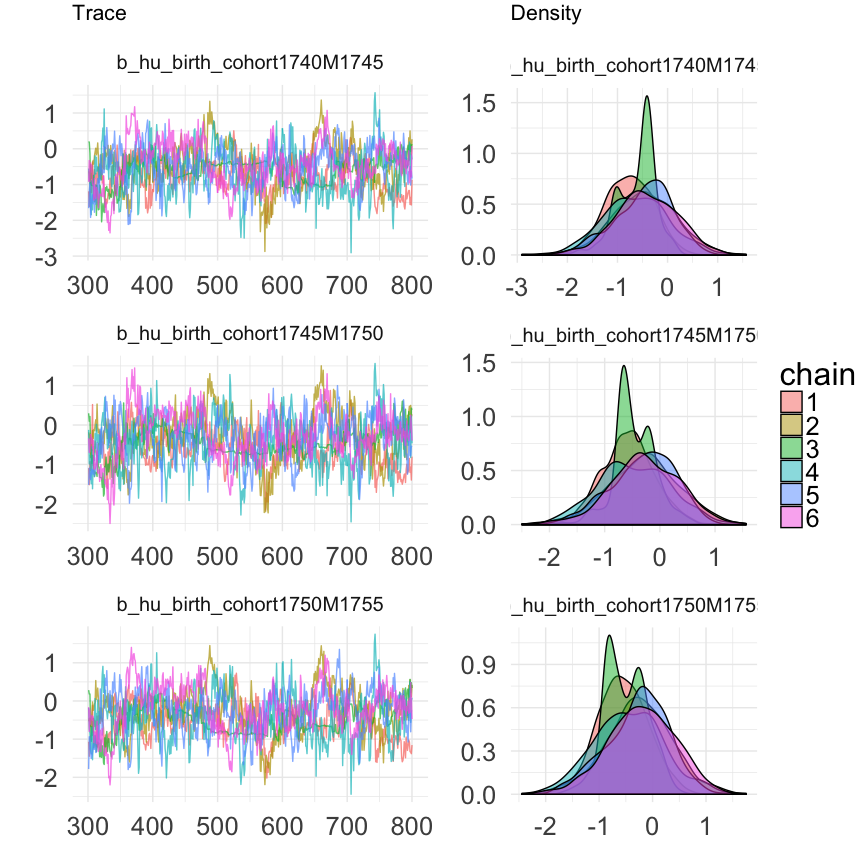 Trace
Density
b_hu_birth_cohort1740M1745
_hu_birth_cohort1740M174
1
0
-1
-2
-3
300 400 500 600 700 800
1.5
1.0
0.5
0.0
-3 -2 -1 0 1
b_hu_birth_cohort1745M1750
_hu_birth_cohort1745M175
1
0
-1
-2
300 400 500 600 700 800
1.5
1.0
0.5
0.0
-2 -1 0 1
b_hu_birth_cohort1750M1755
_hu_birth_cohort1750M175
1
0
-1
-2
300 400 500 600 700 800
0.9
0.6
0.3
0.0
-2 -1 0 1
chain
1
2
3
4
5
6